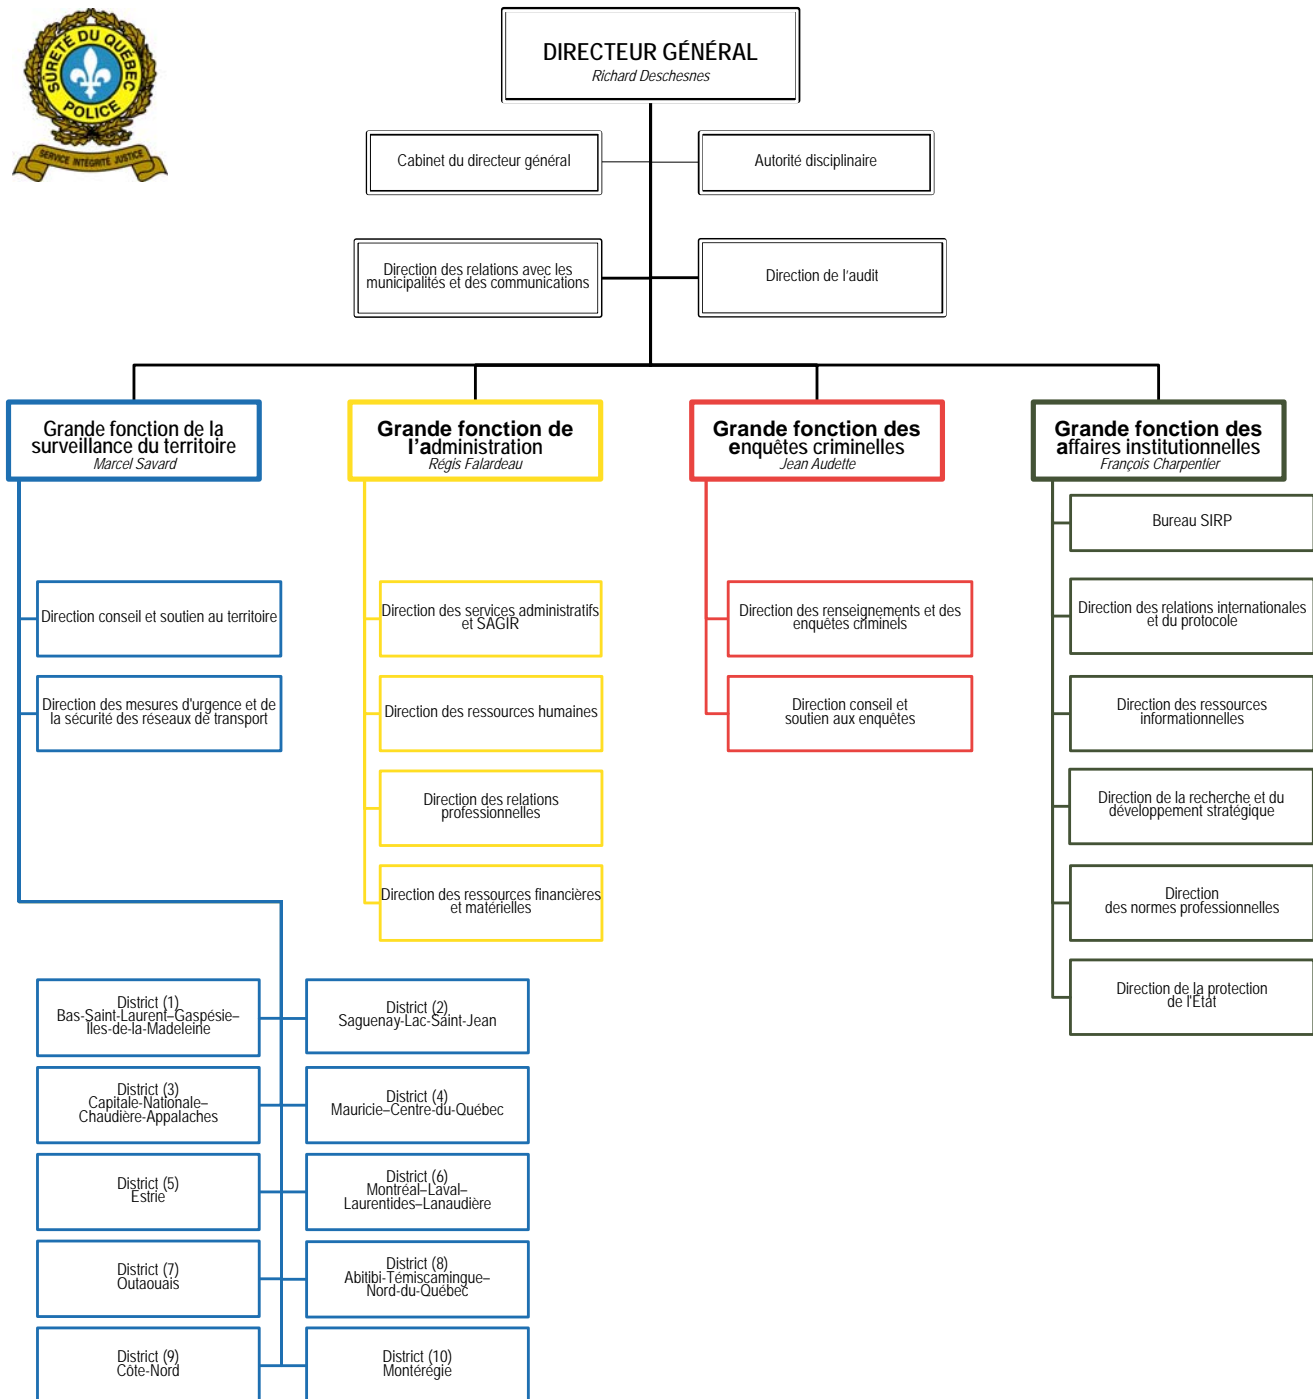 SÛRETÉ DU QUÉBEC
POLICE
SERVICE INTÉGRITÉ JUSTICE
DIRECTEUR GÉNÉRAL
Richard Deschesnes
Cabinet du directeur général
Autorité disciplinaire
Direction des relations avec les
municipalités et des communications
Direction de l'audit
Grande fonction de la
surveillance du territoire
Marcel Savard
Grande fonction de
l'administration
Régis Falardeau
Grande fonction des
enquêtes criminelles
Jean Audette
Grande fonction des
affaires institutionnelles
François Charpentier
Direction conseil et soutien au territoire
Direction des mesures d'urgence et de
la sécurité des réseaux de transport
Direction des services administratifs
et SAGIR
Direction des ressources humaines
Direction des relations
professionnelles
Direction des ressources financières
et matérielles
Direction des renseignements et des
enquêtes criminels
Direction conseil et
soutien aux enquêtes
Bureau SIRP
Direction des relations internationales
et du protocole
Direction des ressources
informationnelles
Direction de la recherche et du
développement stratégique
Direction
des normes professionnelles
Direction de la protection
de l'État
District (1)
Bas-Saint-Laurent–Gaspésie–
Îles-de-la-Madeleine
District (2)
Saguenay-Lac-Saint-Jean
District (3)
Capitale-Nationale–
Chaudière-Appalaches
District (4)
Mauricie–Centre-du-Québec
District (5)
Estrie
District (6)
Montréal–Laval–
Laurentides–Lanaudière
District (7)
Outaouais
District (8)
Abitibi-Témiscamingue–
Nord-du-Québec
District (9)
Côte-Nord
District (10)
Montérégie